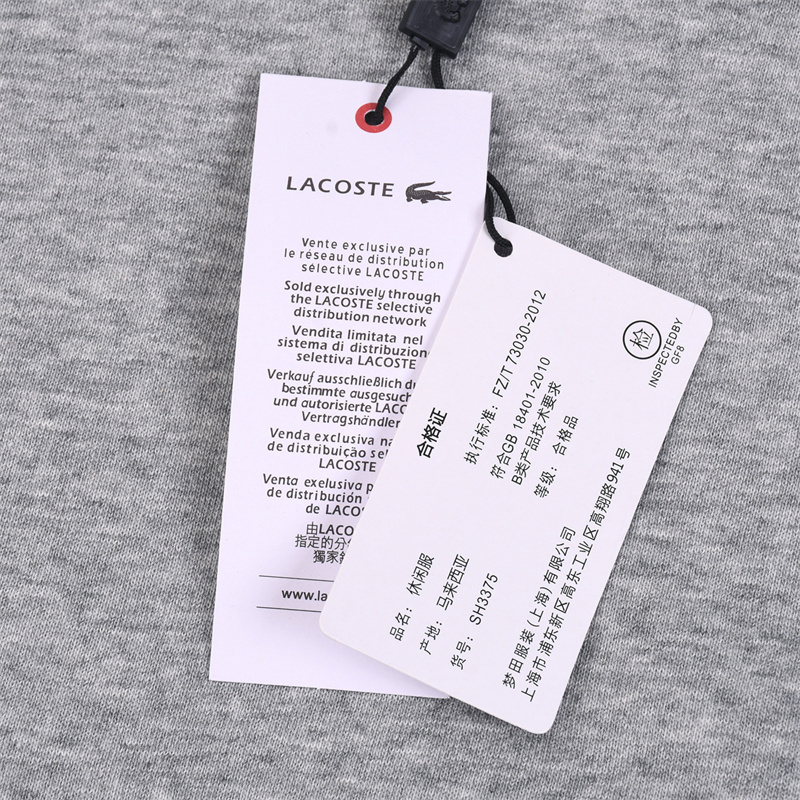 LACOSTE
Vente exclusive par
le réseau de distribution
sélective LACOSTE
Sold exclusively through
the LACOSTE selective
distribution network
Vendita limitata nel
sistema di distribuzione
selettiva LACOSTE
Verkauf ausschließlich du
bestimmte ausgesuch
und autorisierte LACO
Vertragshändler
Venda exclusiva na
de distribuição sel
LACOSTE
Venta exclusiva p
de distribución
de LACOS
由LACO
指定的分
獨家
www.la
合格证
执行标准：FZ/T 73030-2012
符合GB 18401-2010
B类产品技术要求
等级：合格品
检
INSPECTEDBY
GF8
品名：休闲服
产地：马来西亚
货号：SH3375
梦田服装(上海)有限公司
上海市浦东新区高东工业区高翔路941号